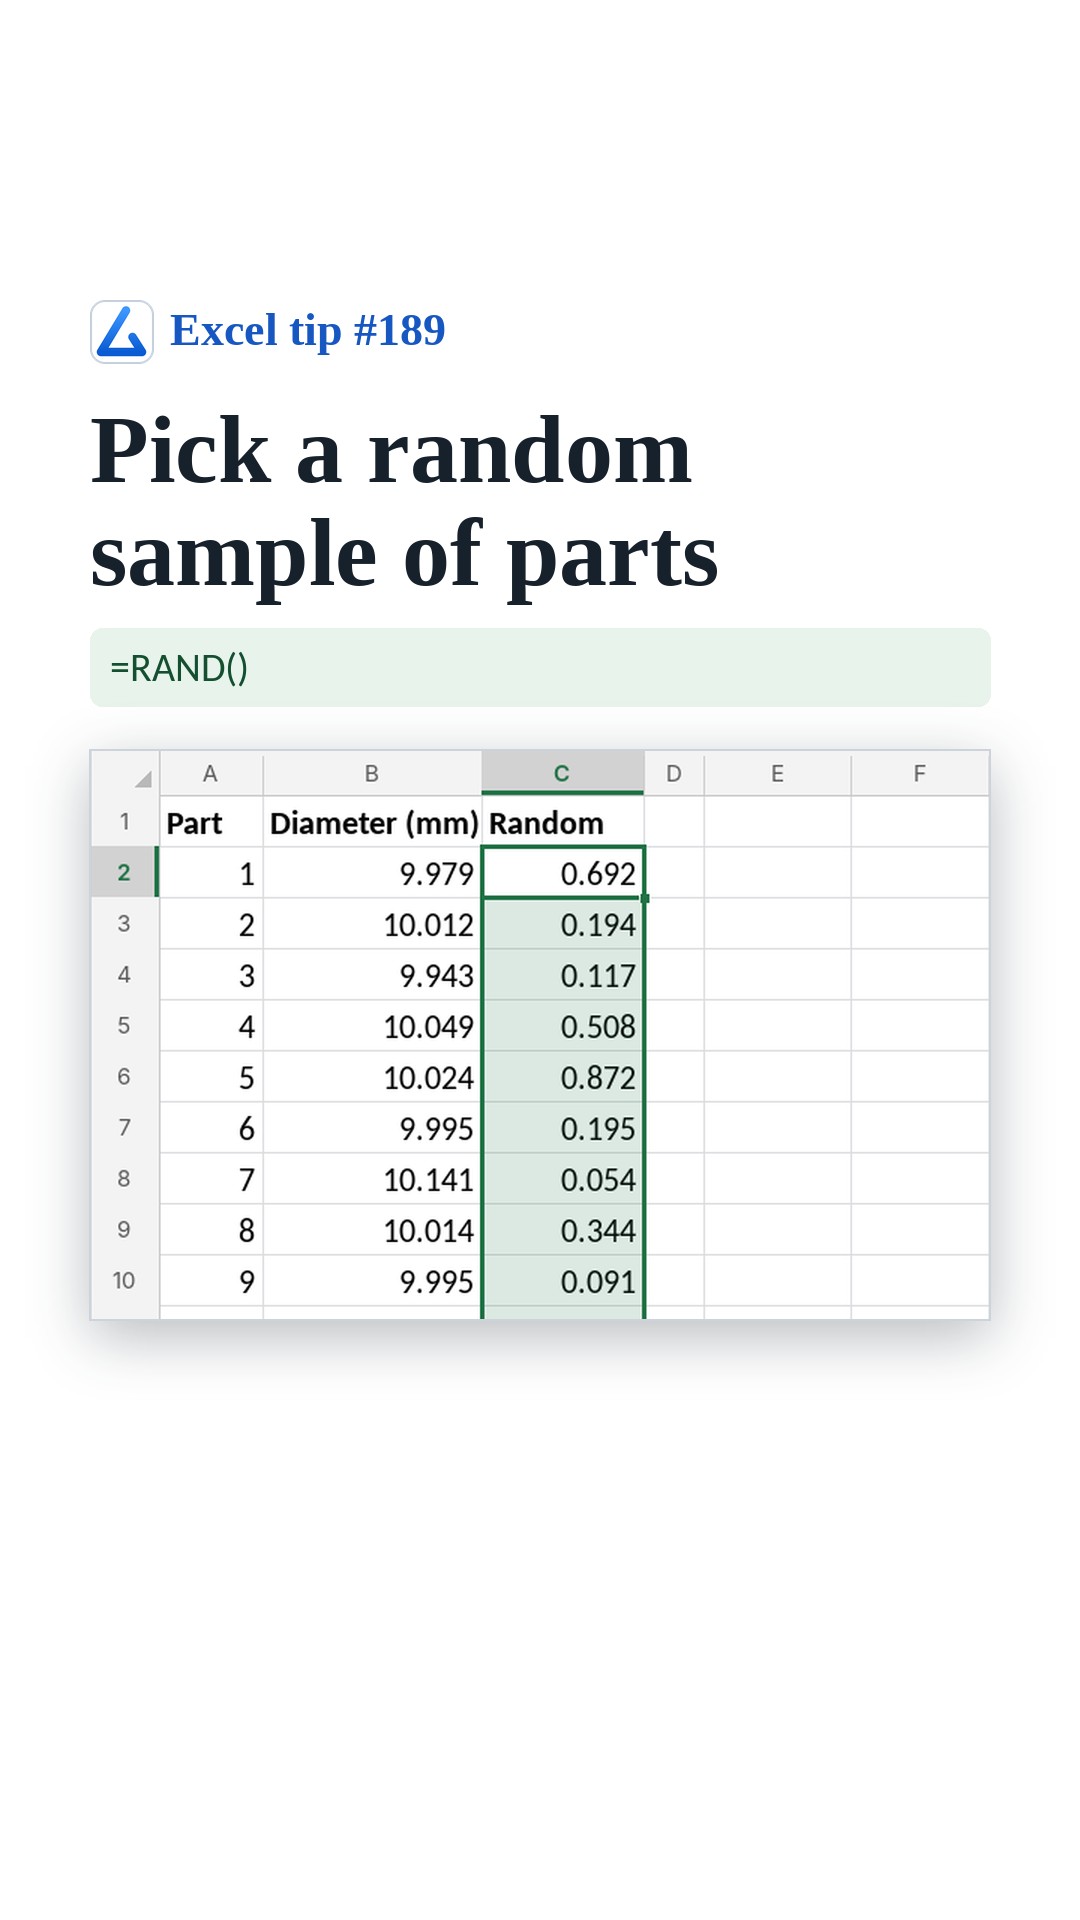 Excel tip #189
Pick a random
sample of parts
=RAND()
A B C D E F
1 Part Diameter (mm) Random
2 1 9.979 0.692
3 2 10.012 0.194
4 3 9.943 0.117
5 4 10.049 0.508
6 5 10.024 0.872
7 6 9.995 0.195
8 7 10.141 0.054
9 8 10.014 0.344
10 9 9.995 0.091